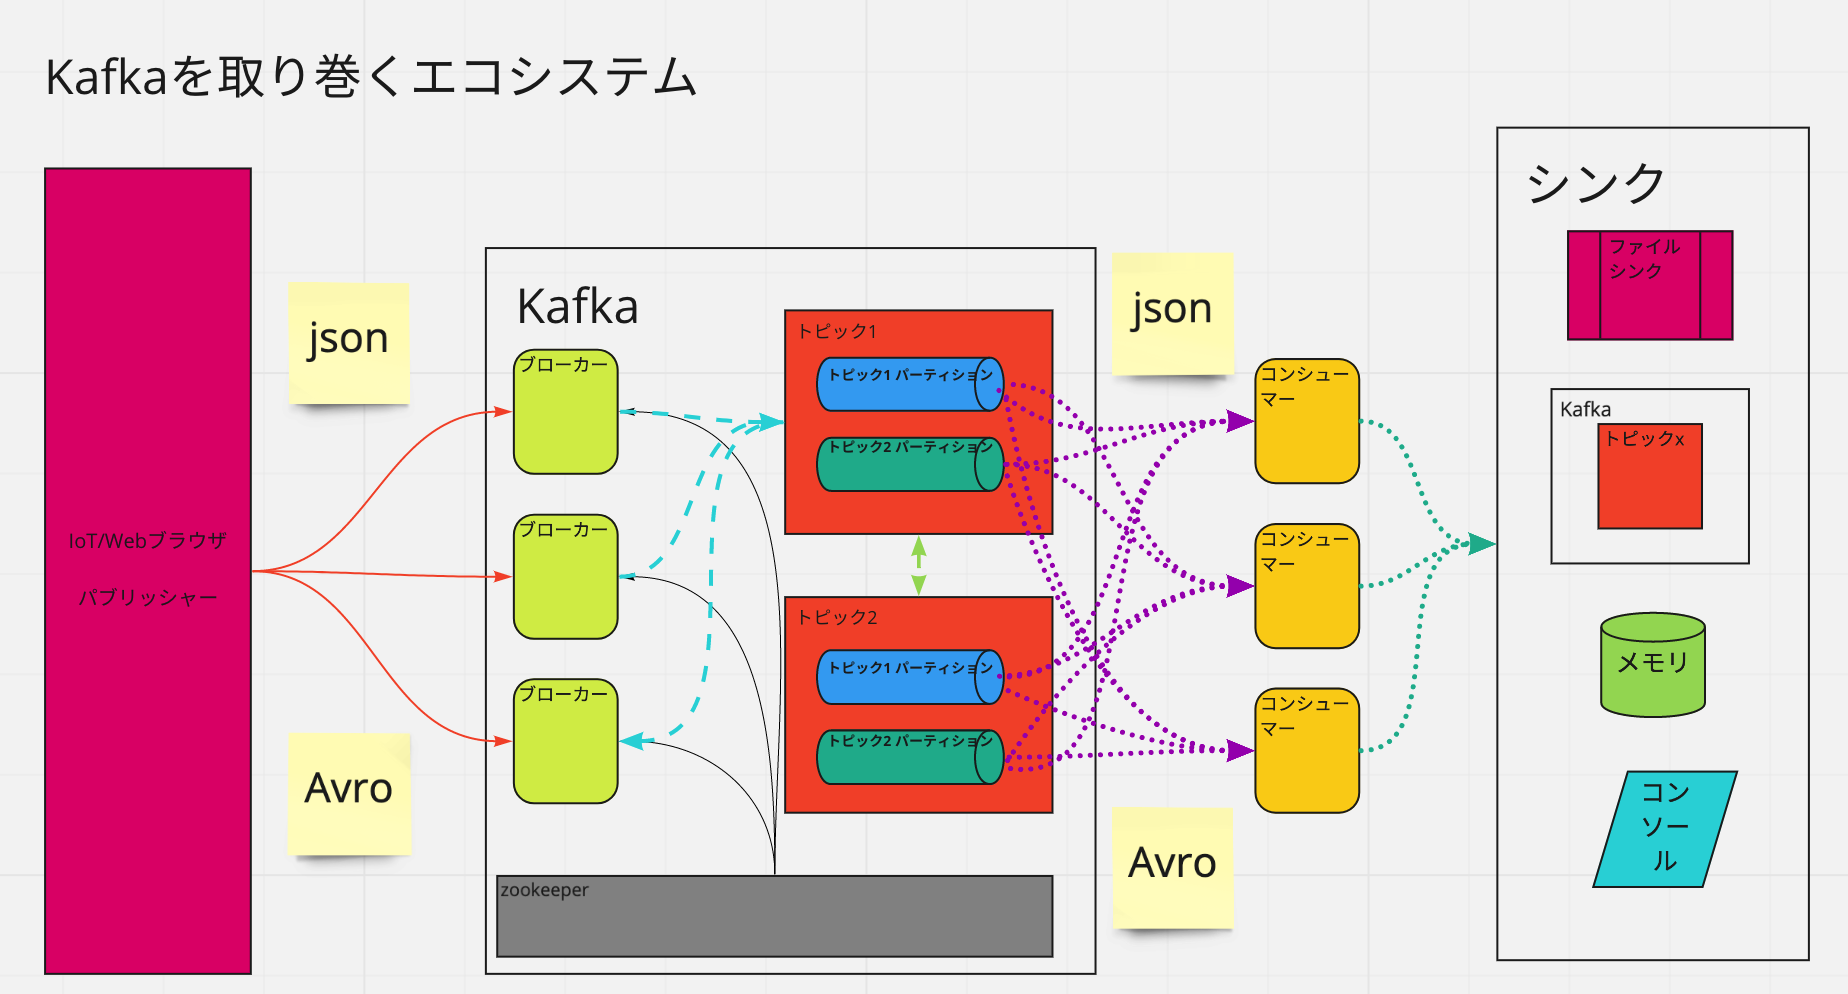 Kafkaを取り巻くエコシステム
IoT/Webブラウザ
パブリッシャー
json
Avro
Kafka
ブローカー
ブローカー
ブローカー
トピック1
トピック1 パーティション
トピック2 パーティション
トピック2
トピック1 パーティション
トピック2 パーティション
zookeeper
json
Avro
コンシュー
マー
コンシュー
マー
コンシュー
マー
シンク
ファイル
シンク
Kafka
トピックx
メモリ
コン
ソー
ル